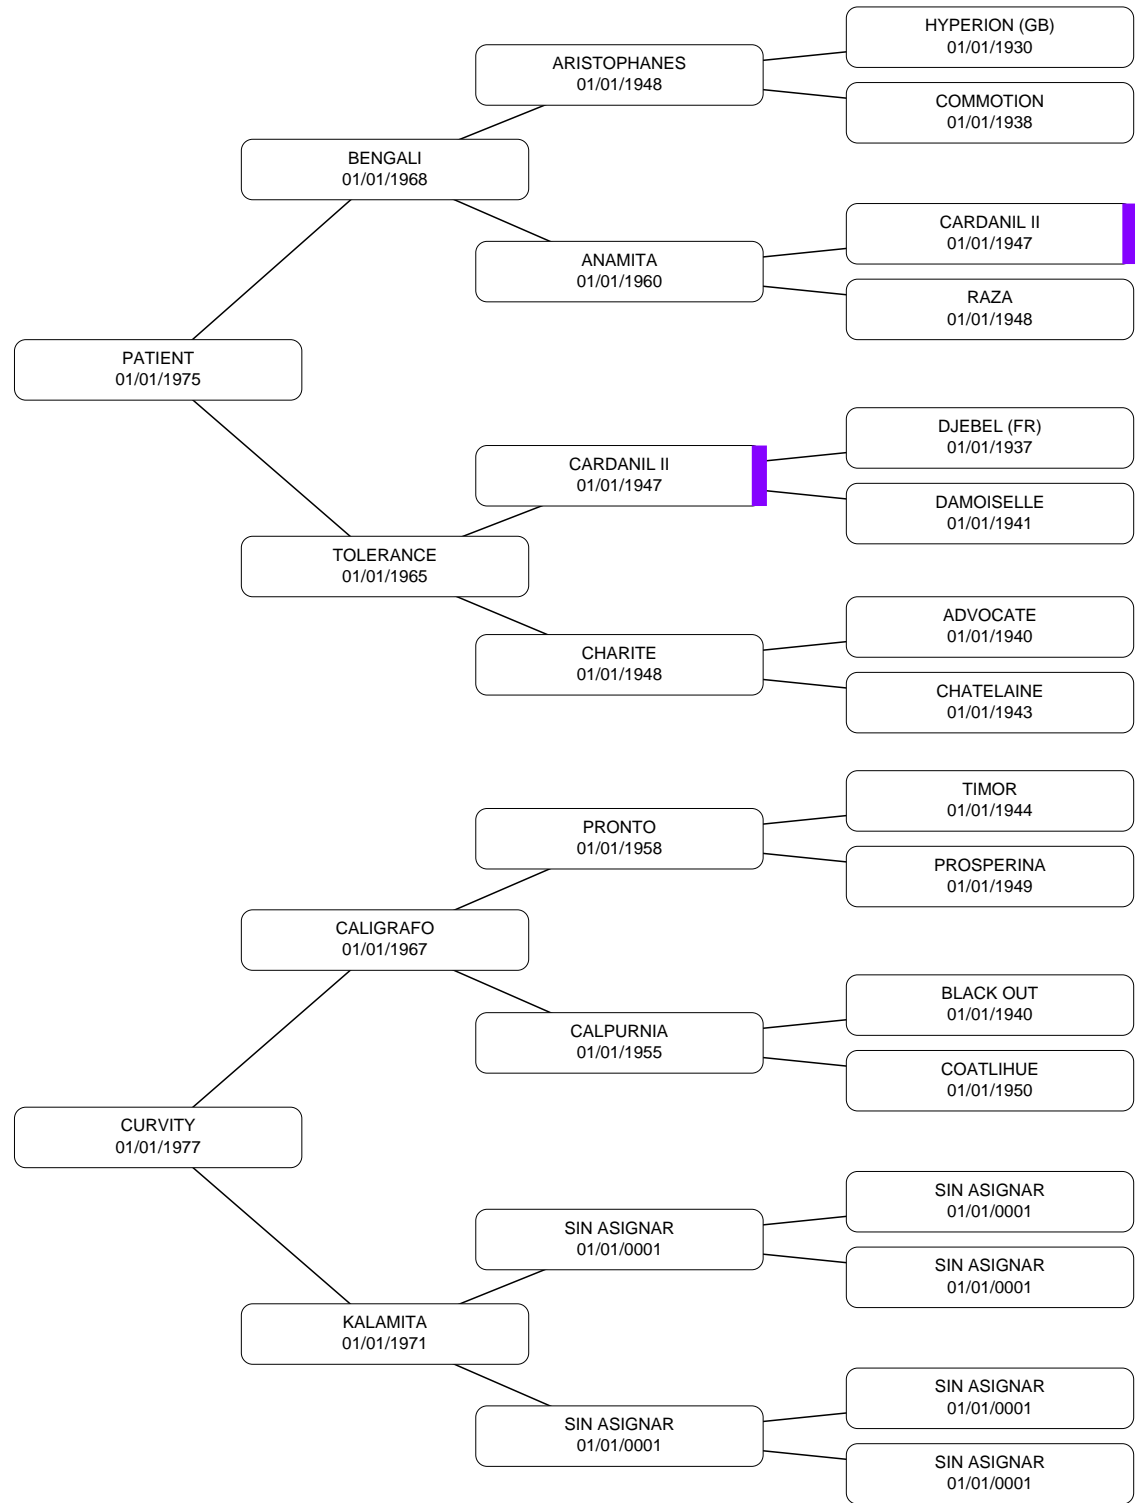 HYPERION (GB)
01/01/1930
ARISTOPHANES
01/01/1948
COMMOTION
01/01/1938
BENGALI
01/01/1968
CARDANIL II
01/01/1947
ANAMITA
01/01/1960
RAZA
01/01/1948
PATIENT
01/01/1975
DJEBEL (FR)
01/01/1937
CARDANIL II
01/01/1947
DAMOISELLE
01/01/1941
TOLERANCE
01/01/1965
ADVOCATE
01/01/1940
CHARITE
01/01/1948
CHATELAINE
01/01/1943
TIMOR
01/01/1944
PRONTO
01/01/1958
PROSPERINA
01/01/1949
CALIGRAFO
01/01/1967
BLACK OUT
01/01/1940
CALPURNIA
01/01/1955
COATLIHUE
01/01/1950
CURVITY
01/01/1977
SIN ASIGNAR
01/01/0001
SIN ASIGNAR
01/01/0001
SIN ASIGNAR
01/01/0001
KALAMITA
01/01/1971
SIN ASIGNAR
01/01/0001
SIN ASIGNAR
01/01/0001
SIN ASIGNAR
01/01/0001